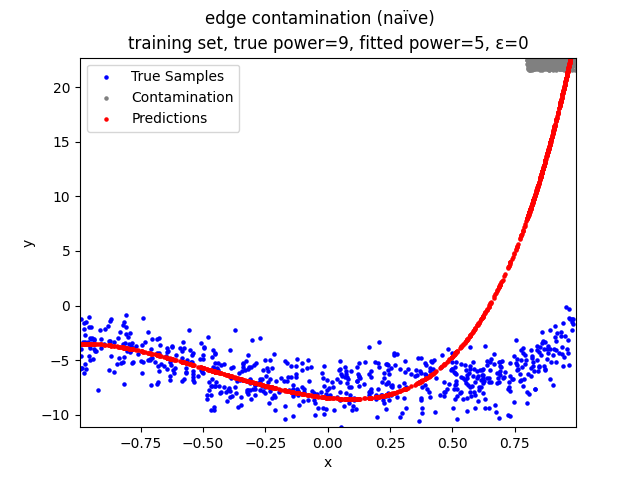 edge contamination (naïve)
training set, true power=9, fitted power=5, ε=0
True Samples
Contamination
Predictions
20
15
10
5
0
−5
−10
y
−0.75
−0.50
−0.25
0.00
0.25
0.50
0.75
x